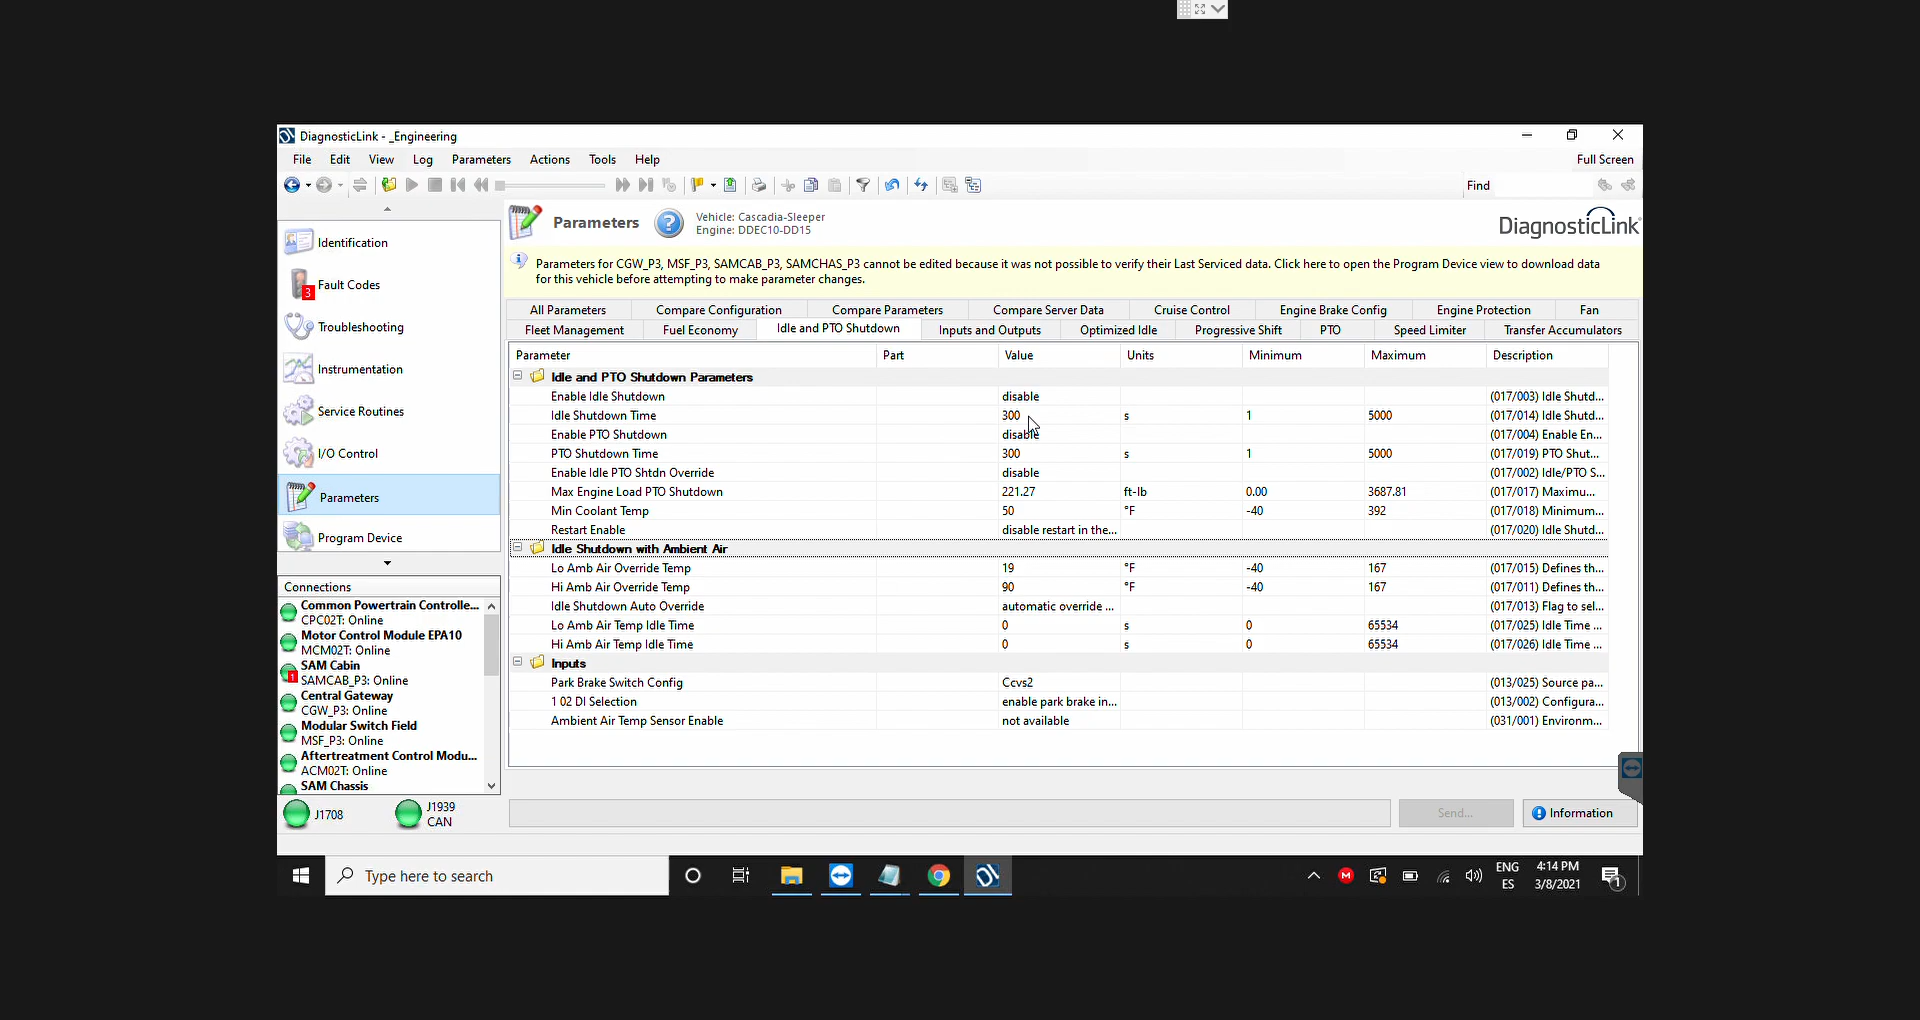 DiagnosticLink - _Engineering
File Edit View Log Parameters Actions Tools Help Full Screen
Find
Identification
3
Fault Codes
Troubleshooting
Instrumentation
Service Routines
I/O Control
Parameters
Program Device
Connections
Common Powertrain Controlle...
CPC02T: Online
Motor Control Module EPA10
MCM02T: Online
SAM Cabin
1
SAMCAB_P3: Online
Central Gateway
CGW_P3: Online
Modular Switch Field
MSF_P3: Online
Aftertreatment Control Modu...
ACM02T: Online
SAM Chassis
J1708
J1939
CAN
Parameters
Vehicle: Cascadia-Sleeper
Engine: DDEC10-DD15
DiagnosticLink
Parameters for CGW_P3, MSF_P3, SAMCAB_P3, SAMCHAS_P3 cannot be edited because it was not possible to verify their Last Serviced data. Click here to open the Program Device view to download data
for this vehicle before attempting to make parameter changes.
All Parameters Compare Configuration Compare Parameters Compare Server Data Cruise Control Engine Brake Config Engine Protection Fan
Fleet Management Fuel Economy Idle and PTO Shutdown Inputs and Outputs Optimized Idle Progressive Shift PTO Speed Limiter Transfer Accumulators
Parameter Part Value Units Minimum Maximum Description
Idle and PTO Shutdown Parameters
Enable Idle Shutdown disable (017/003) Idle Shutd...
Idle Shutdown Time 300 s 1 5000 (017/014) Idle Shutd...
Enable PTO Shutdown disable (017/004) Enable En...
PTO Shutdown Time 300 s 1 5000 (017/019) PTO Shut...
Enable Idle PTO Shtdn Override disable (017/002) Idle/PTO S...
Max Engine Load PTO Shutdown 221.27 ft-lb 0.00 3687.81 (017/017) Maximu...
Min Coolant Temp 50 °F -40 392 (017/018) Minimum...
Restart Enable disable restart in the... (017/020) Idle Shutd...
Idle Shutdown with Ambient Air
Lo Amb Air Override Temp 19 °F -40 167 (017/015) Defines th...
Hi Amb Air Override Temp 90 °F -40 167 (017/011) Defines th...
Idle Shutdown Auto Override automatic override ... (017/013) Flag to sel...
Lo Amb Air Temp Idle Time 0 s 0 65534 (017/025) Idle Time ...
Hi Amb Air Temp Idle Time 0 s 0 65534 (017/026) Idle Time ...
Inputs
Park Brake Switch Config Ccvs2 (013/025) Source pa...
1 02 DI Selection enable park brake in... (013/002) Configura...
Ambient Air Temp Sensor Enable not available (031/001) Environm...
Send... Information
Type here to search
ENG
ES
4:14 PM
3/8/2021
1